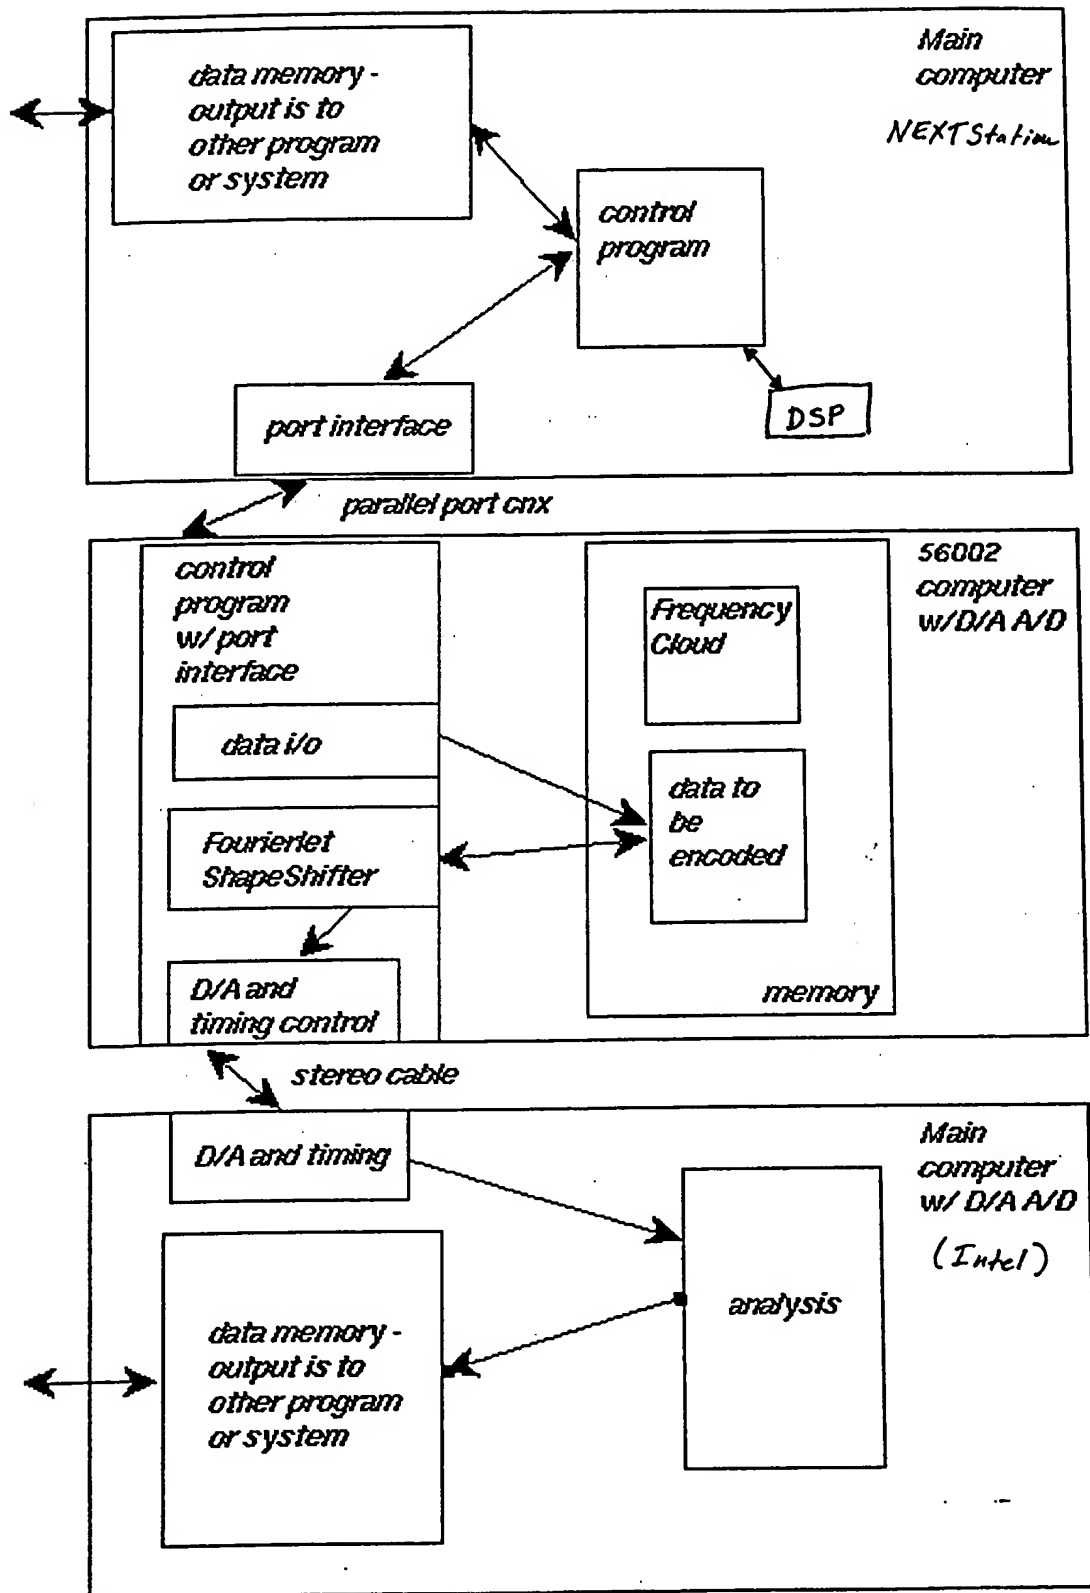 data memory -
output is to
other program
or system
Main
computer
NEXTStation
control
program
port interface
DSP
parallel port cnx
control
program
w/ port
interface
data i/o
Fourierlet
ShapeShifter
D/A and
timing control
Frequency
Cloud
data to
be
encoded
memory
56002
computer
w/D/A A/D
stereo cable
D/A and timing
Main
computer
w/ D/A A/D
(Intel)
analysis
data memory -
output is to
other program
or system